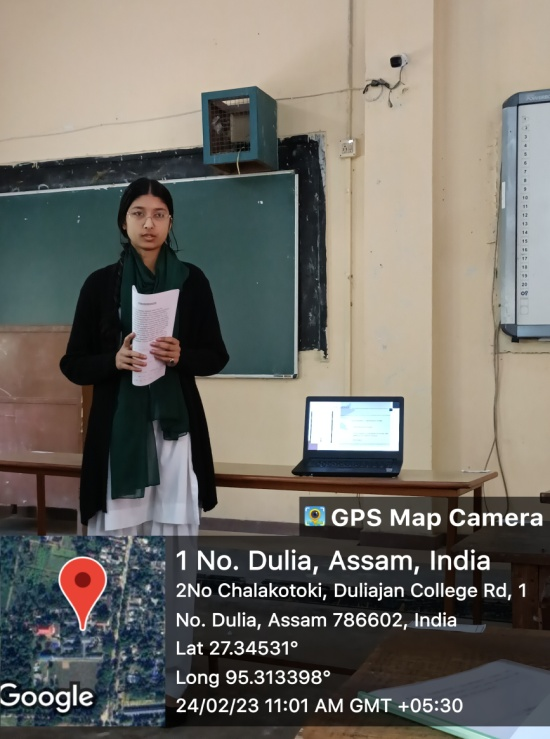 GPS Map Camera
1 No. Dulia, Assam, India
2No Chalakotoki, Duliajan College Rd, 1
No. Dulia, Assam 786602, India
Lat 27.34531°
Long 95.313398°
24/02/23 11:01 AM GMT +05:30
Google